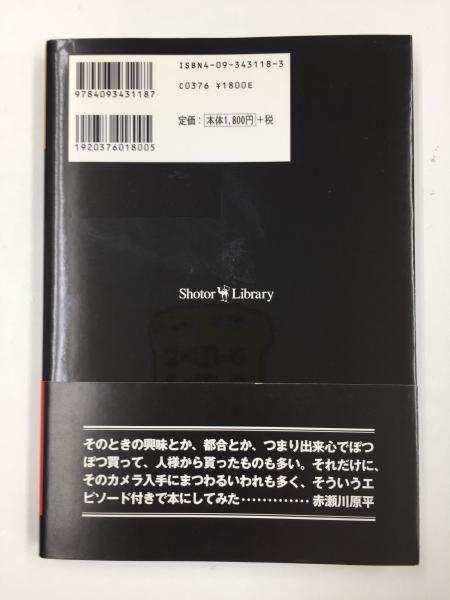 ISBN4-09-343118-3
9784093431187
C0376 ¥1800E
定価：本体1,800円+税
1920376018005
Shotor Library
そのときの興味とか、都合とか、つまり出来心でぽつ
ぽつ買って、人様から貰ったものも多い。それだけに、
そのカメラ入手にまつわるいわれも多く、そういうエ
ピソード付きで本にしてみた‥‥‥‥‥‥赤瀬川原平